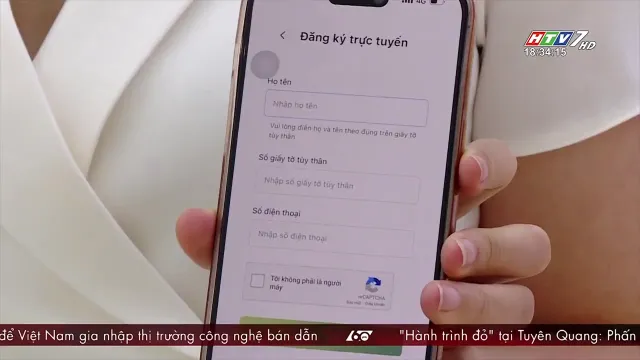 4G
HTV7 HD
18:34:15
Đăng ký trực tuyến
Họ tên
Nhập họ tên
Vui lòng điền họ và tên theo đúng trên giấy tờ
tùy thân
Số giấy tờ tùy thân
Nhập số giấy tờ tùy thân
Số điện thoại
Nhập số điện thoại
Tôi không phải là người
máy
reCAPTCHA
để Việt Nam gia nhập thị trường công nghệ bán dẫn
60
"Hành trình đỏ" tại Tuyên Quang: Phấn